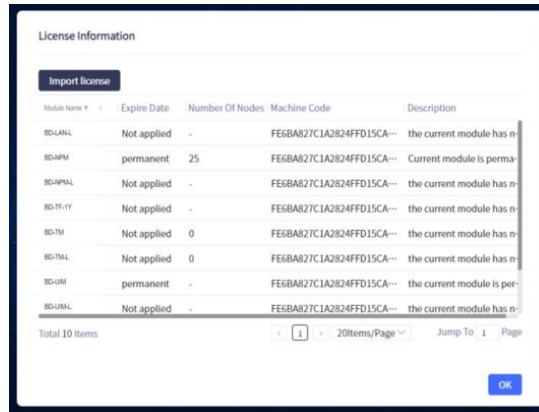 License Information
Import license
Module Name Expire Date Number Of Nodes Machine Code Description
BD-LAN-L Not applied - FE6BA827C1A2824FFD15CA··· the current module has n-
BD-NPM permanent 25 FE6BA827C1A2824FFD15CA··· Current module is perma-
BD-NPM-L Not applied - FE6BA827C1A2824FFD15CA··· the current module has n-
BD-TF-1Y Not applied - FE6BA827C1A2824FFD15CA··· the current module has n-
BD-TM Not applied 0 FE6BA827C1A2824FFD15CA··· the current module has n-
BD-TM-L Not applied 0 FE6BA827C1A2824FFD15CA··· the current module has n-
BD-UIM permanent - FE6BA827C1A2824FFD15CA··· the current module is per-
BD-UIM-L Not applied - FE6BA827C1A2824FFD15CA··· the current module has n-
Total 10 Items 1 20Items/Page Jump To 1 Page
OK